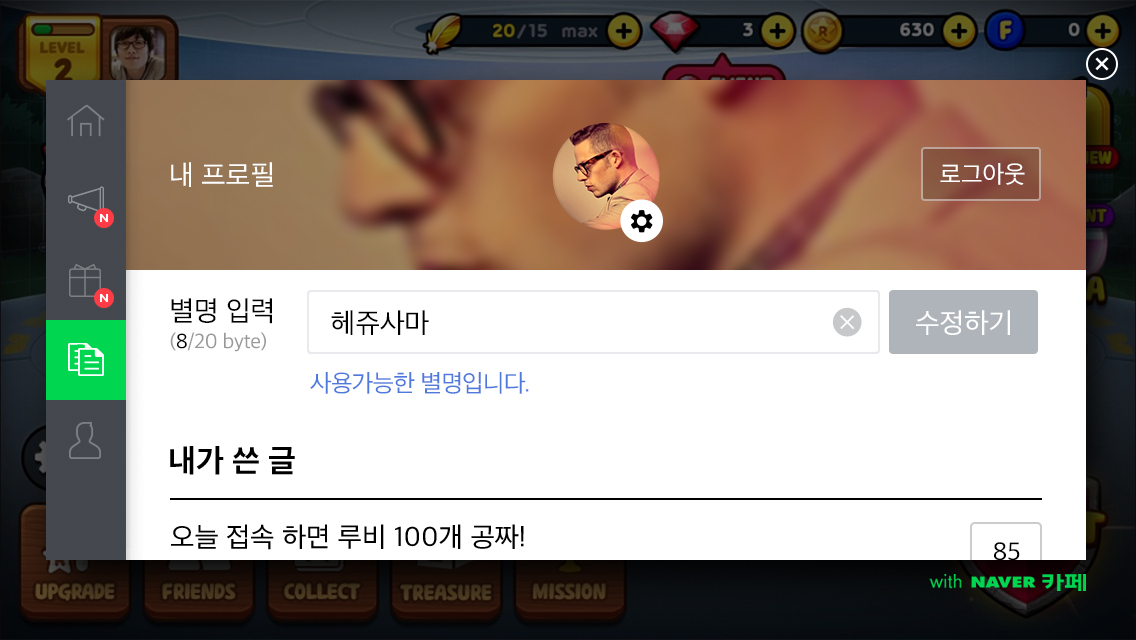 LEVEL
2
20/15 max
3
R
630
F
0
내 프로필
로그아웃
N
N
별명 입력
(8/20 byte)
헤쥬사마
수정하기
사용가능한 별명입니다.
내가 쓴 글
오늘 접속 하면 루비 100개 공짜!
85
with NAVER 카페
UPGRADE
FRIENDS
COLLECT
TREASURE
MISSION